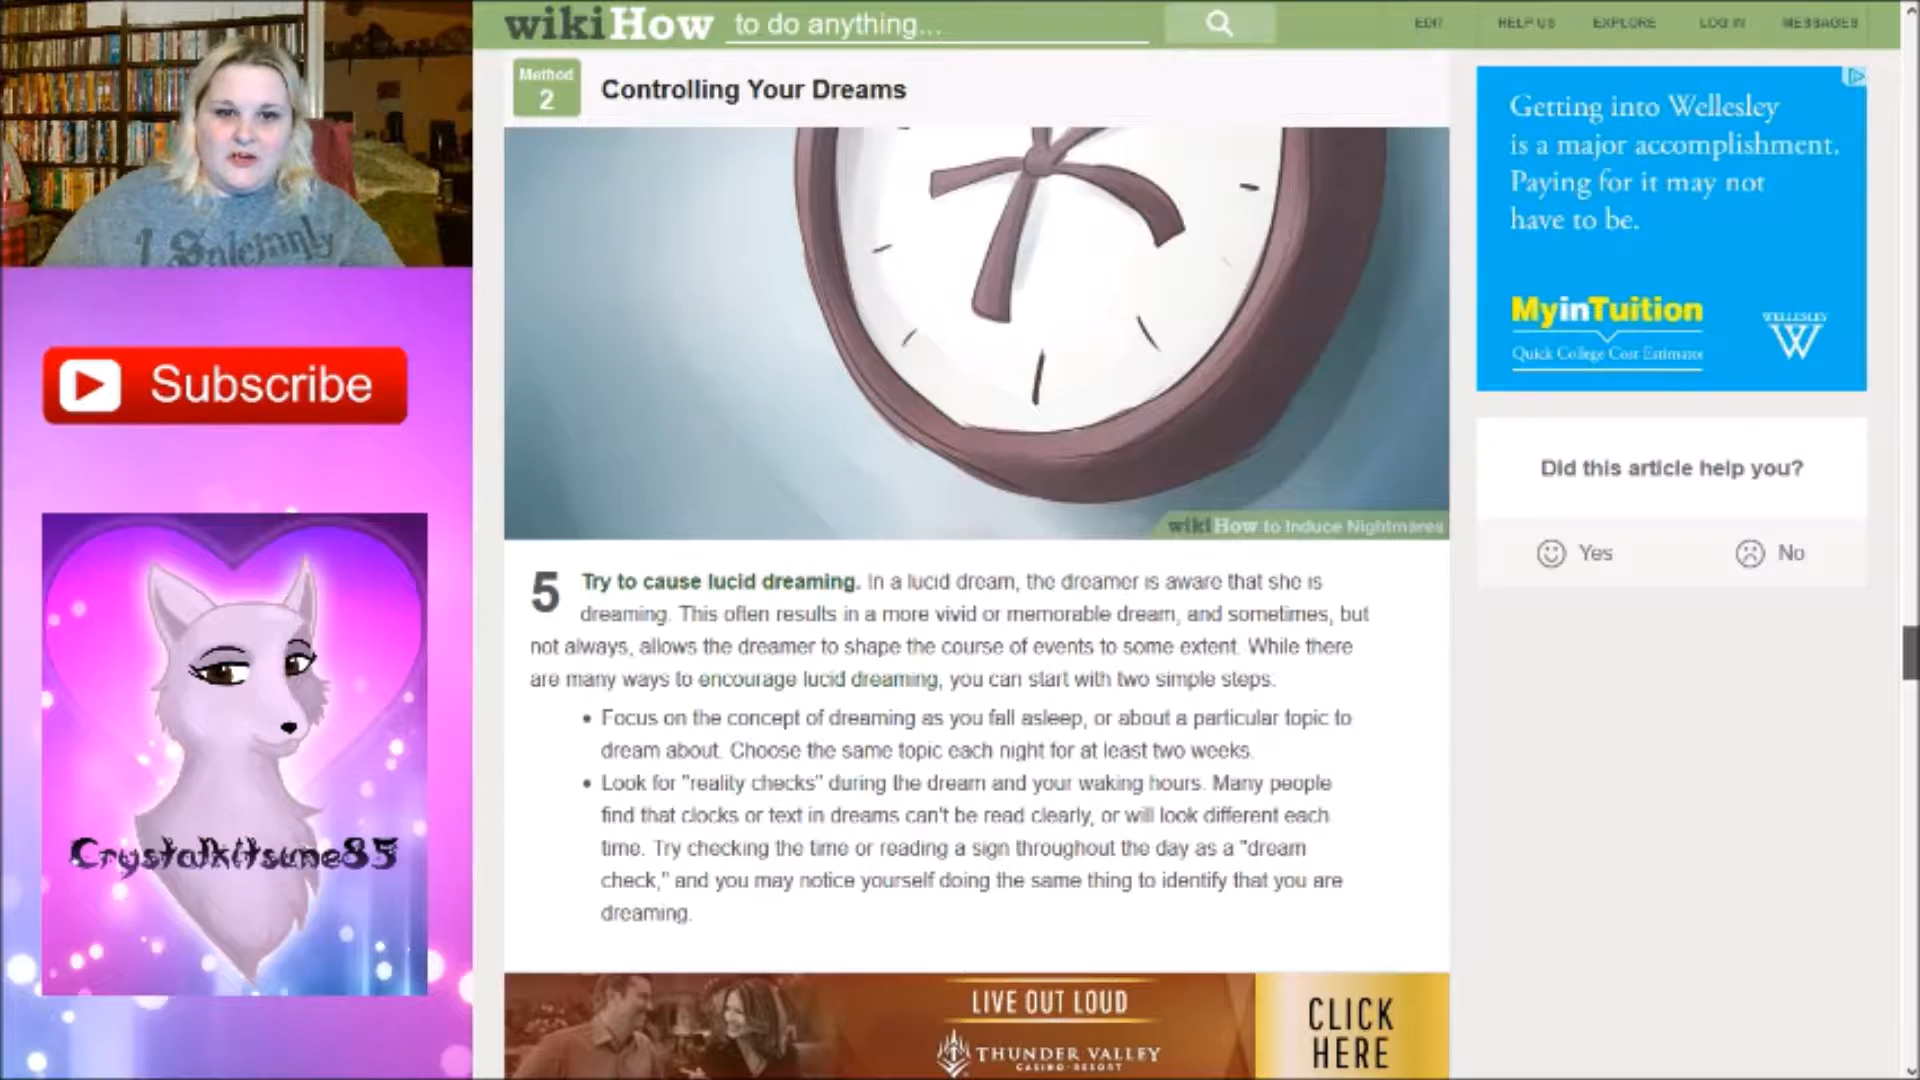 wikiHow to do anything...
EDIT
HELP US
EXPLORE
LOG IN
MESSAGES
Method
2
Controlling Your Dreams
I Solemnly
Subscribe
Crystalkitsune85
wikiHow to Induce Nightmares
5 Try to cause lucid dreaming. In a lucid dream, the dreamer is aware that she is
dreaming. This often results in a more vivid or memorable dream, and sometimes, but
not always, allows the dreamer to shape the course of events to some extent. While there
are many ways to encourage lucid dreaming, you can start with two simple steps.
• Focus on the concept of dreaming as you fall asleep, or about a particular topic to
dream about. Choose the same topic each night for at least two weeks.
• Look for "reality checks" during the dream and your waking hours. Many people
find that clocks or text in dreams can't be read clearly, or will look different each
time. Try checking the time or reading a sign throughout the day as a "dream
check," and you may notice yourself doing the same thing to identify that you are
dreaming.
LIVE OUT LOUD
THUNDER VALLEY
CASINO • RESORT
CLICK
HERE
Getting into Wellesley
is a major accomplishment.
Paying for it may not
have to be.
MyinTuition
Quick College Cost Estimator
WELLESLEY
W
Did this article help you?
Yes
No